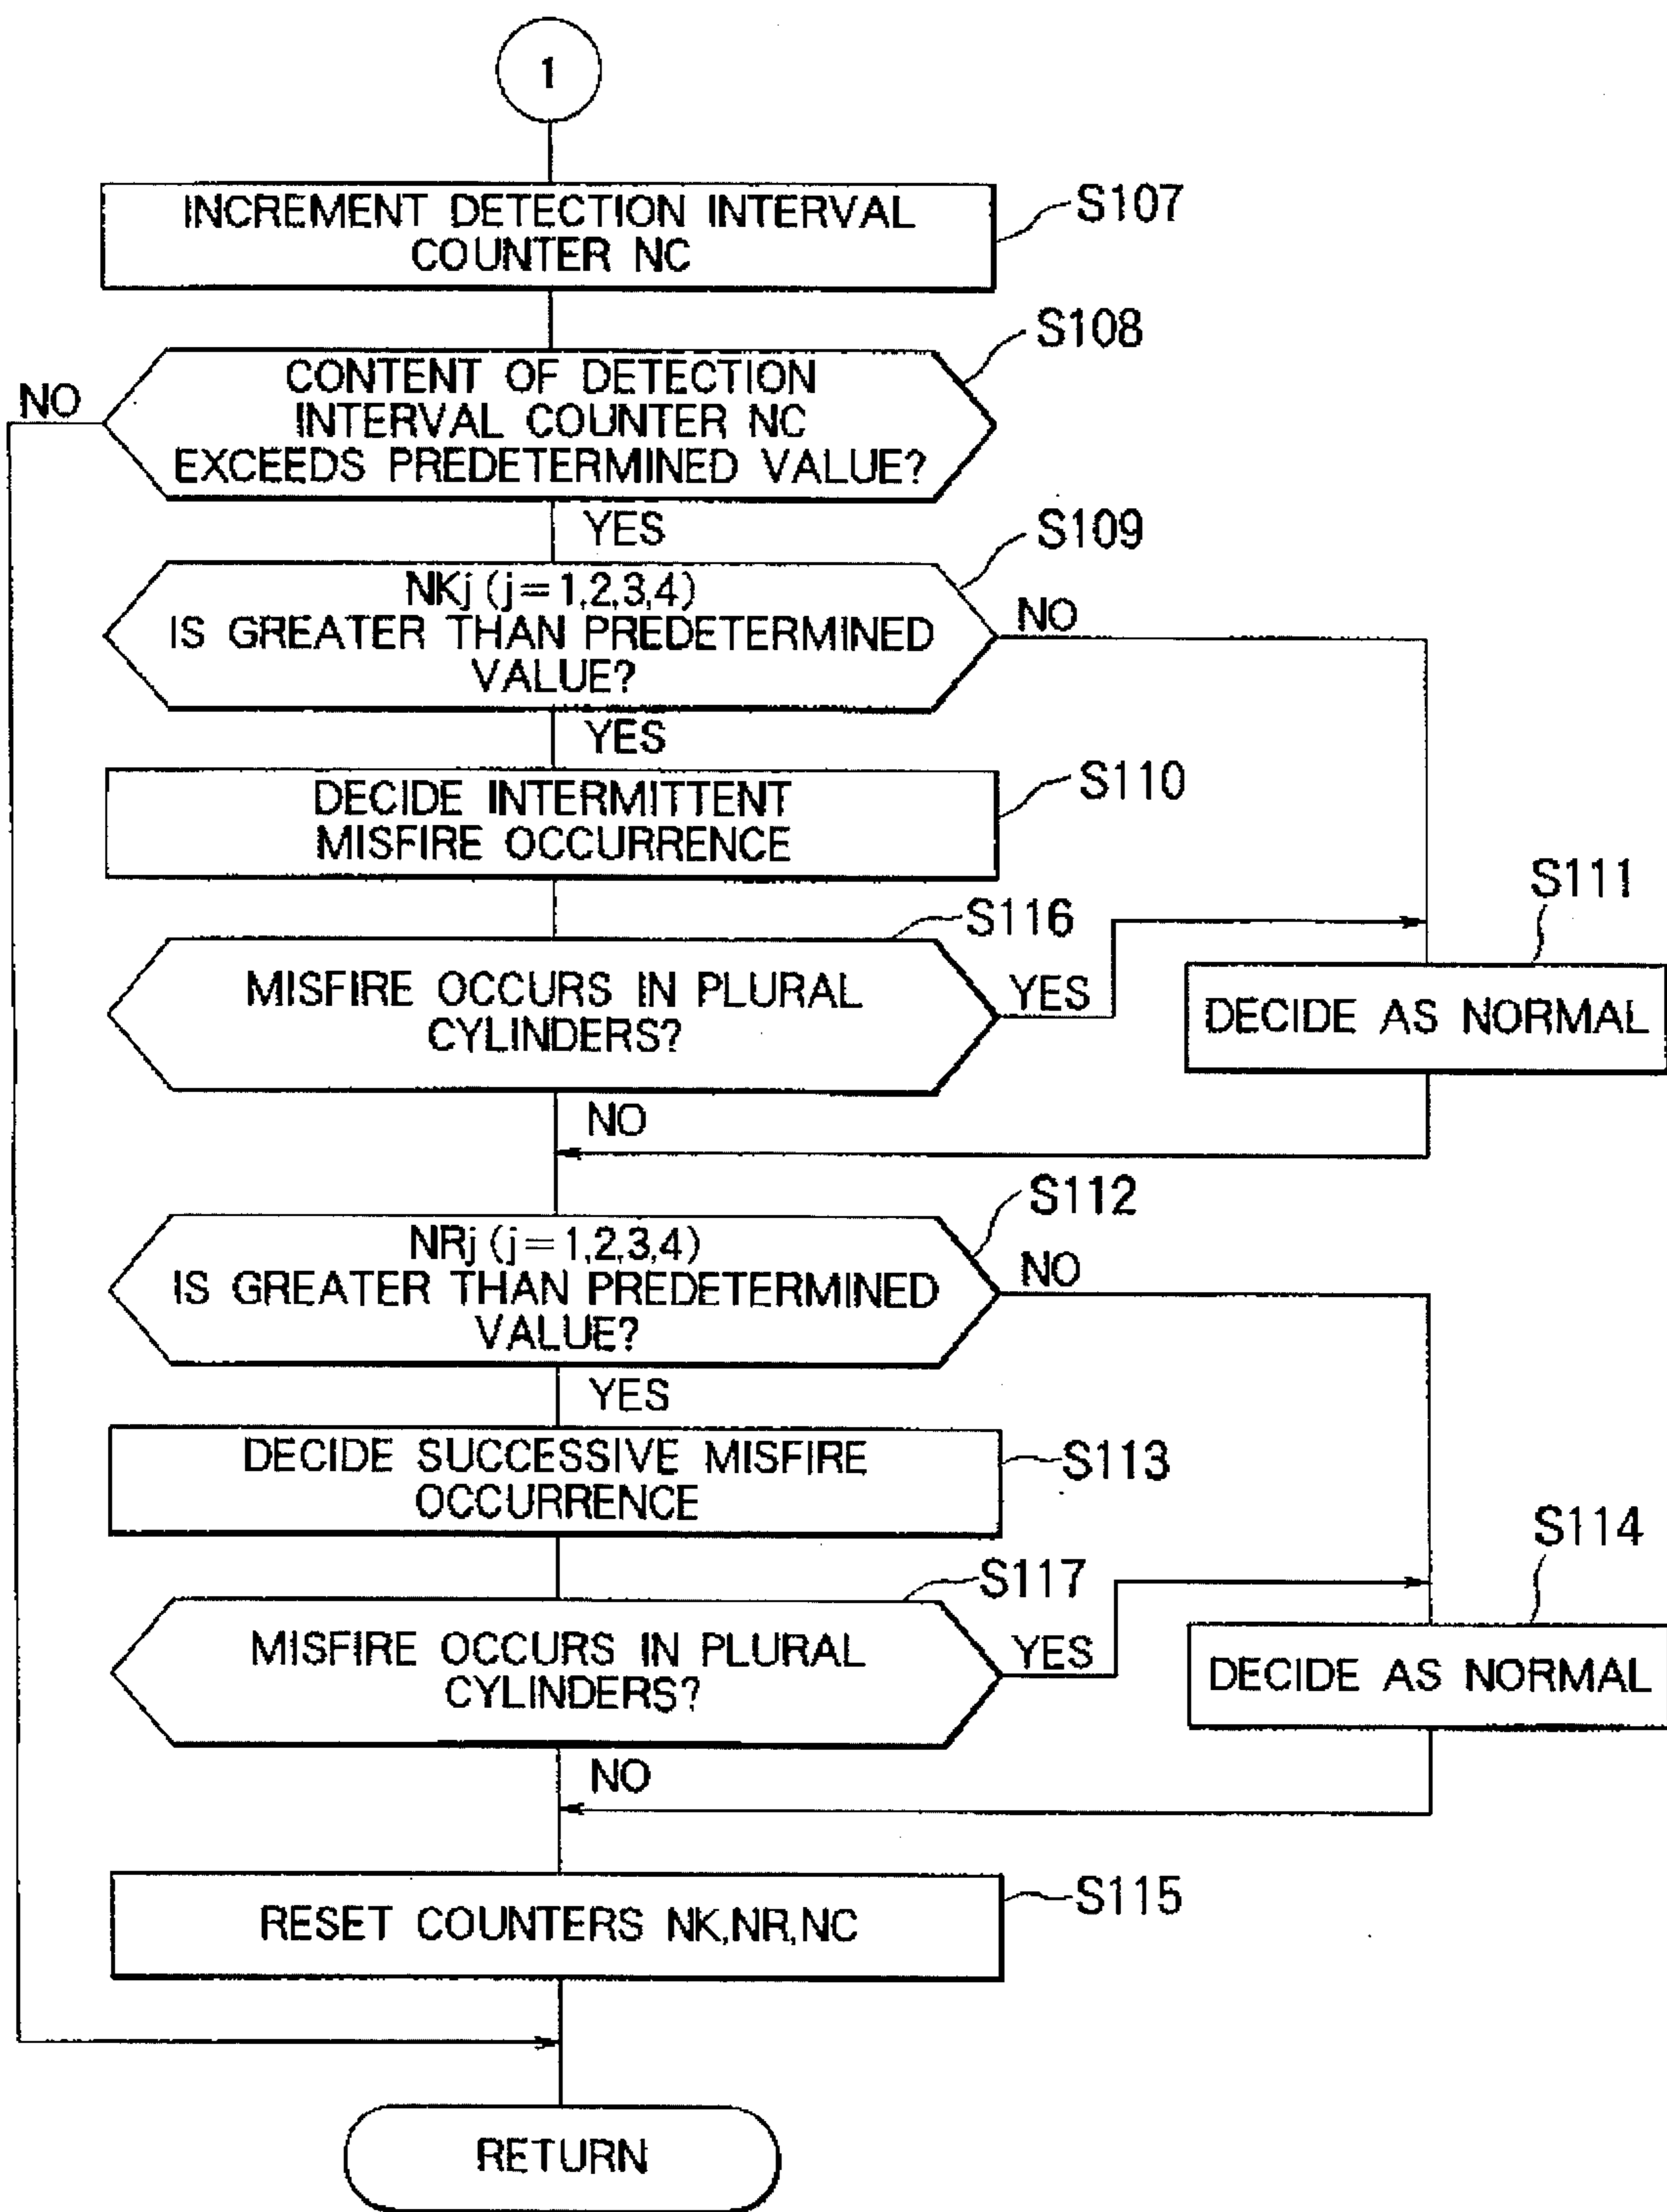 1
INCREMENT DETECTION INTERVAL
COUNTER NC
S107
S108
CONTENT OF DETECTION
INTERVAL COUNTER NC
EXCEEDS PREDETERMINED VALUE?
NO
YES
S109
NKj (j=1,2,3,4)
IS GREATER THAN PREDETERMINED
VALUE?
NO
YES
DECIDE INTERMITTENT
MISFIRE OCCURRENCE
S110
S116
MISFIRE OCCURS IN PLURAL
CYLINDERS?
YES
S111
DECIDE AS NORMAL
NO
S112
NRj (j=1,2,3,4)
IS GREATER THAN PREDETERMINED
VALUE?
NO
YES
DECIDE SUCCESSIVE MISFIRE
OCCURRENCE
S113
S117
MISFIRE OCCURS IN PLURAL
CYLINDERS?
YES
S114
DECIDE AS NORMAL
NO
RESET COUNTERS NK,NR,NC
S115
RETURN